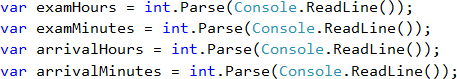 var examHours = int.Parse(Console.ReadLine());
var examMinutes = int.Parse(Console.ReadLine());
var arrivalHours = int.Parse(Console.ReadLine());
var arrivalMinutes = int.Parse(Console.ReadLine());